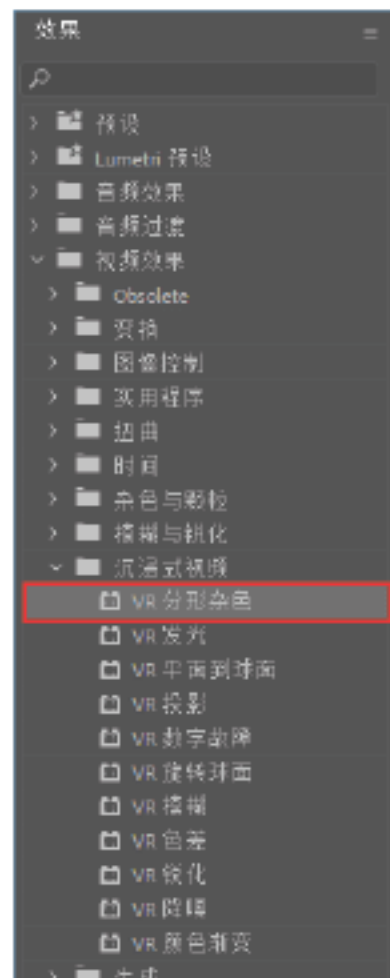 效果
预设
Lumetri 预设
音频效果
音频过渡
视频效果
Obsolete
变换
图像控制
实用程序
扭曲
时间
杂色与颗粒
模糊与锐化
沉浸式视频
VR 分形杂色
VR 发光
VR 平面到球面
VR 投影
VR 数字故障
VR 旋转球面
VR 模糊
VR 色差
VR 锐化
VR 降噪
VR 颜色渐变
生成